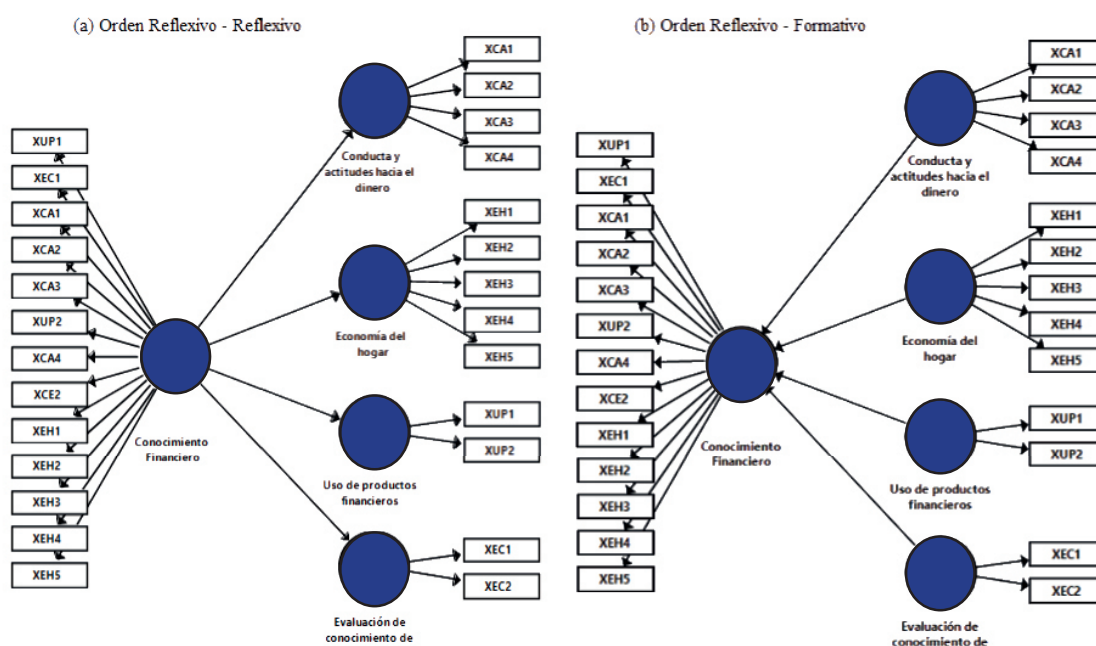 (a) Orden Reflexivo - Reflexivo
XCA1
XCA2
XCA3
XCA4
Conducta y
actitudes hacia el
dinero
XUP1
XEC1
XCA1
XCA2
XCA3
XUP2
XCA4
XCE2
XEH1
XEH2
XEH3
XEH4
XEH5
Conocimiento
Financiero
XEH1
XEH2
XEH3
XEH4
XEH5
Economía del
hogar
XUP1
XUP2
Uso de productos
financieros
XEC1
XEC2
Evaluación de
conocimiento de
(b) Orden Reflexivo - Formativo
XCA1
XCA2
XCA3
XCA4
Conducta y
actitudes hacia el
dinero
XUP1
XEC1
XCA1
XCA2
XCA3
XUP2
XCA4
XCE2
XEH1
XEH2
XEH3
XEH4
XEH5
Conocimiento
Financiero
XEH1
XEH2
XEH3
XEH4
XEH5
Economía del
hogar
XUP1
XUP2
Uso de productos
financieros
XEC1
XEC2
Evaluación de
conocimiento de